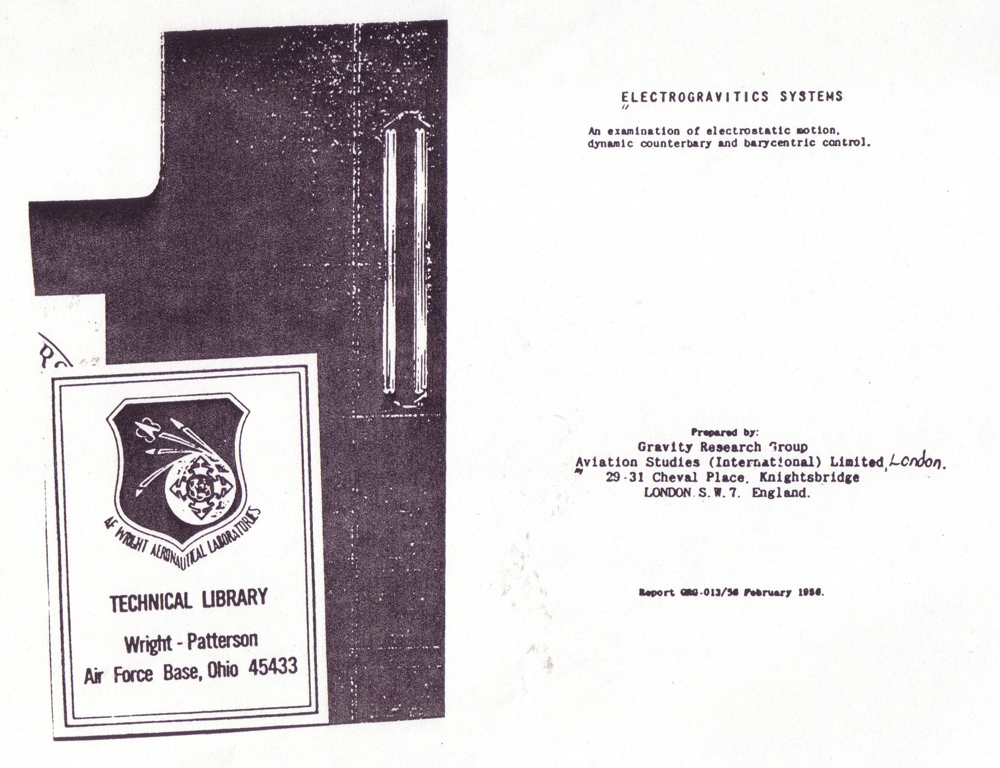 AF WRIGHT AERONAUTICAL LABORATORIES
TECHNICAL LIBRARY
Wright - Patterson
Air Force Base, Ohio 45433
ELECTROGRAVITICS SYSTEMS
An examination of electrostatic motion,
dynamic counterbary and barycentric control.
Prepared by:
Gravity Research Group
Aviation Studies (International) Limited, London.
29-31 Cheval Place, Knightsbridge
LONDON S.W.7. England.
Report GRG-013/56 February 1956.